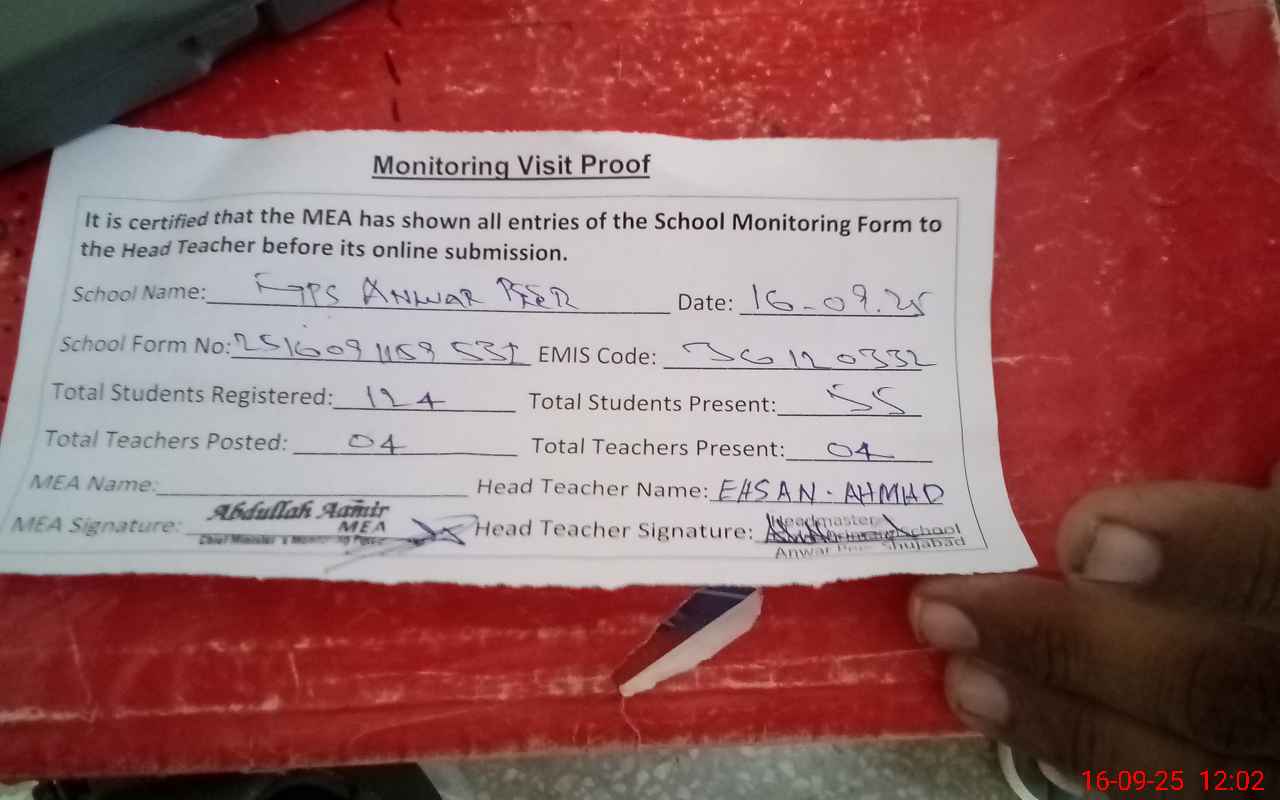 Monitoring Visit Proof
It is certified that the MEA has shown all entries of the School Monitoring Form to
the Head Teacher before its online submission.
School Name: GPS ANWAR PEER Date: 16-09.25
School Form No: EMIS Code: 36120332
Total Students Registered: 124 Total Students Present: 55
Total Teachers Posted: 04 Total Teachers Present: 04
MEA Name: Head Teacher Name: EHSAN. AHMAD
Abdullah Aamir
MEA
MEA Signature: Head Teacher Signature:
Headmaster
School
Anwar Shujabad
16-09-25 12:02